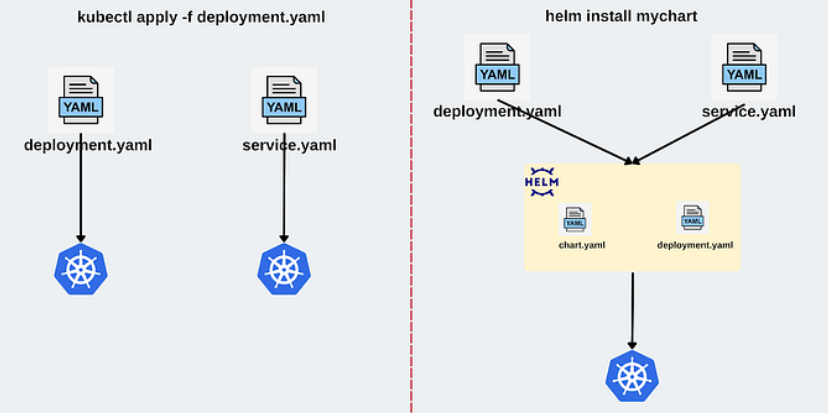 kubectl apply -f deployment.yaml
YAML
deployment.yaml
YAML
service.yaml
helm install mychart
YAML
deployment.yaml
YAML
service.yaml
HELM
YAML
chart.yaml
YAML
deployment.yaml